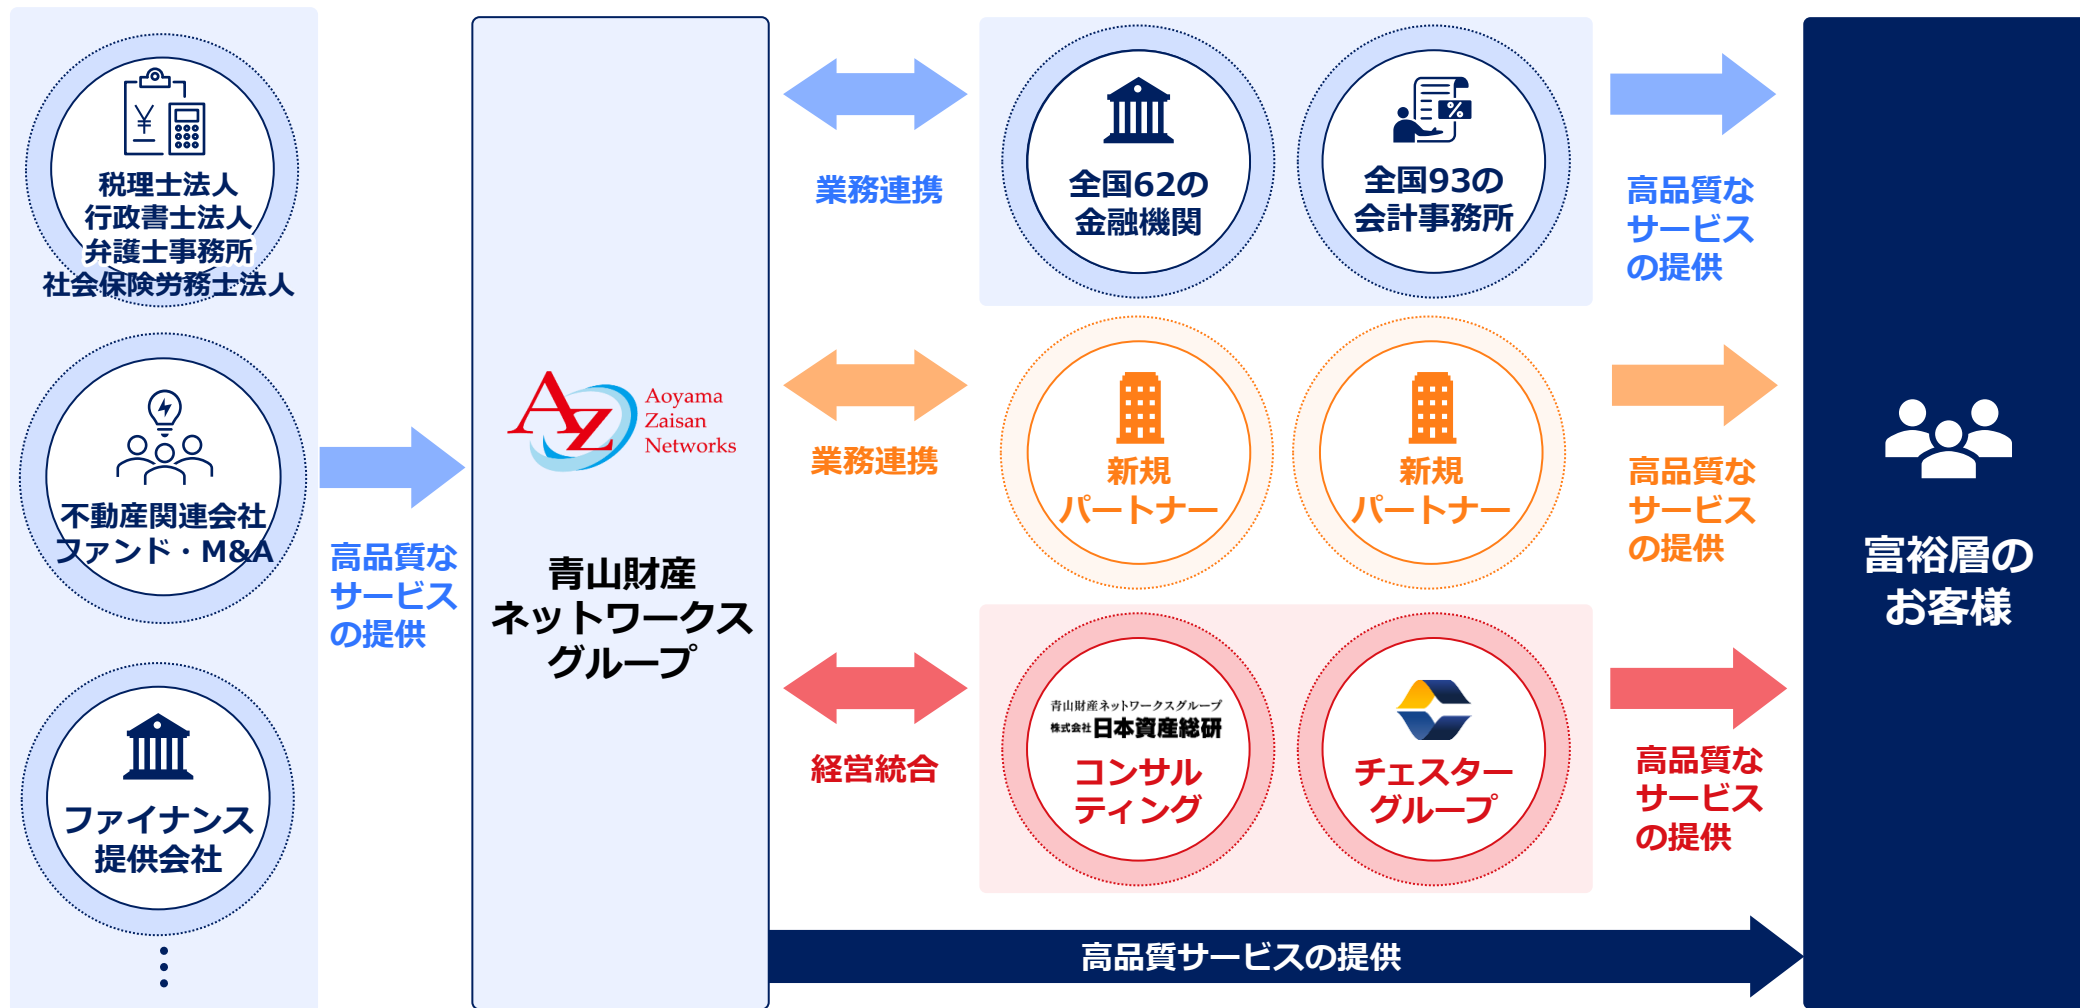 税理士法人
行政書士法人
弁護士事務所
社会保険労務士法人
不動産関連会社
ファンド・M&A
ファイナンス
提供会社
高品質な
サービス
の提供
Aoyama
Zaisan
Networks
青山財産
ネットワークス
グループ
業務連携
全国62の
金融機関
全国93の
会計事務所
高品質な
サービス
の提供
業務連携
新規
パートナー
新規
パートナー
高品質な
サービス
の提供
経営統合
青山財産ネットワークスグループ
株式会社日本資産総研
コンサル
ティング
チェスター
グループ
高品質な
サービス
の提供
高品質サービスの提供
富裕層の
お客様